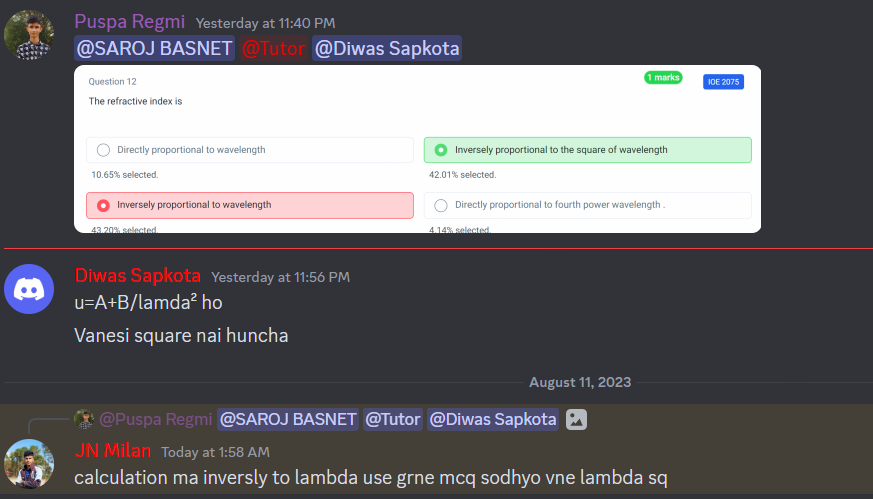 Puspa Regmi Yesterday at 11:40 PM
@SAROJ BASNET @Tutor @Diwas Sapkota
Question 12
1 marks
IOE 2075
The refractive index is
Directly proportional to wavelength
Inversely proportional to the square of wavelength
10.65% selected.
42.01% selected.
Inversely proportional to wavelength
Directly proportional to fourth power wavelength .
43.20% selected.
4.14% selected.
Diwas Sapkota Yesterday at 11:56 PM
u=A+B/lamda² ho
Vanesi square nai huncha
August 11, 2023
@Puspa Regmi @SAROJ BASNET @Tutor @Diwas Sapkota
JN Milan Today at 1:58 AM
calculation ma inversly to lambda use grne mcq sodhyo vne lambda sq